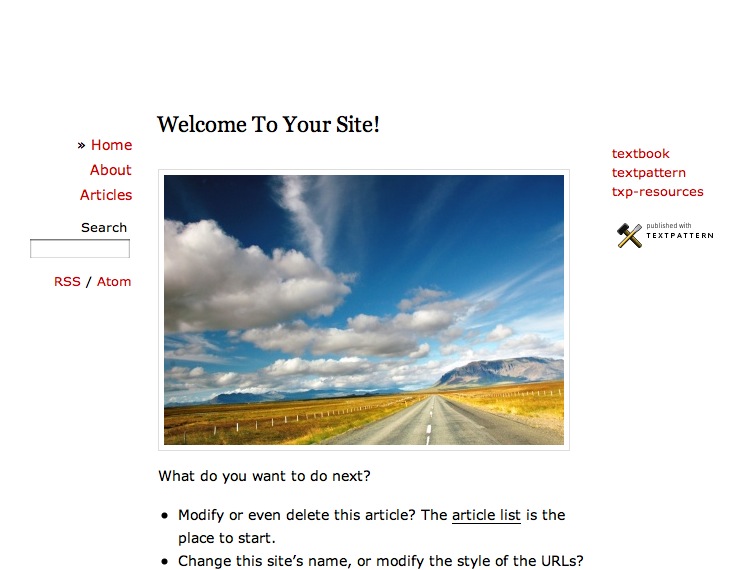 Welcome To Your Site!
» Home
About
Articles
Search
RSS / Atom
textbook
textpattern
txp-resources
published with
TEXTPATTERN
What do you want to do next?
• Modify or even delete this article? The article list is the
place to start.
• Change this site’s name, or modify the style of the URLs?